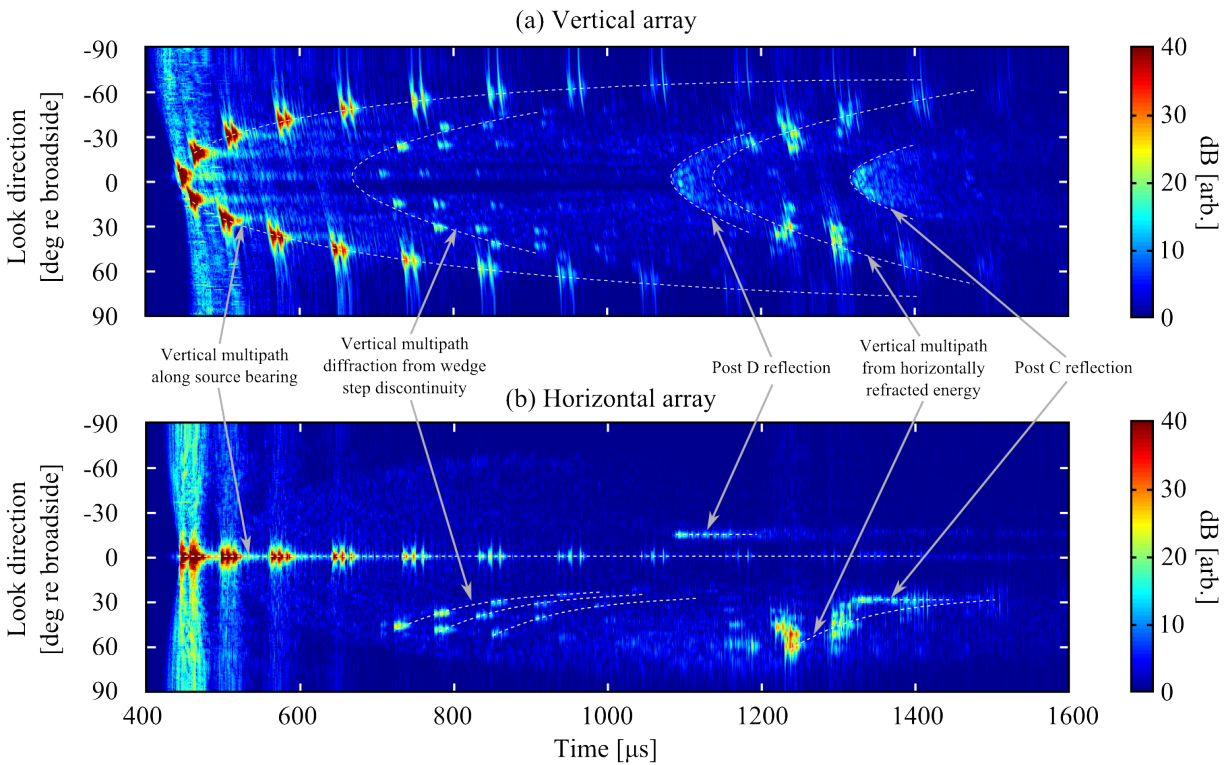 (a) Vertical array
Look direction
[deg re broadside]
-90
60
-60
-30
0
30
60
90
40
30
20
10
0
dB [arb.]
Vertical multipath
along source bearing
Vertical multipath
diffraction from wedge
step discontinuity
Post D reflection
Vertical multipath
from horizontally
refracted energy
Post C reflection
(b) Horizontal array
Look direction
[deg re broadside]
-90
-60
-30
0
30
60
90
40
30
20
10
0
dB [arb.]
400
600
800
1000
1200
1400
1600
Time [μs]